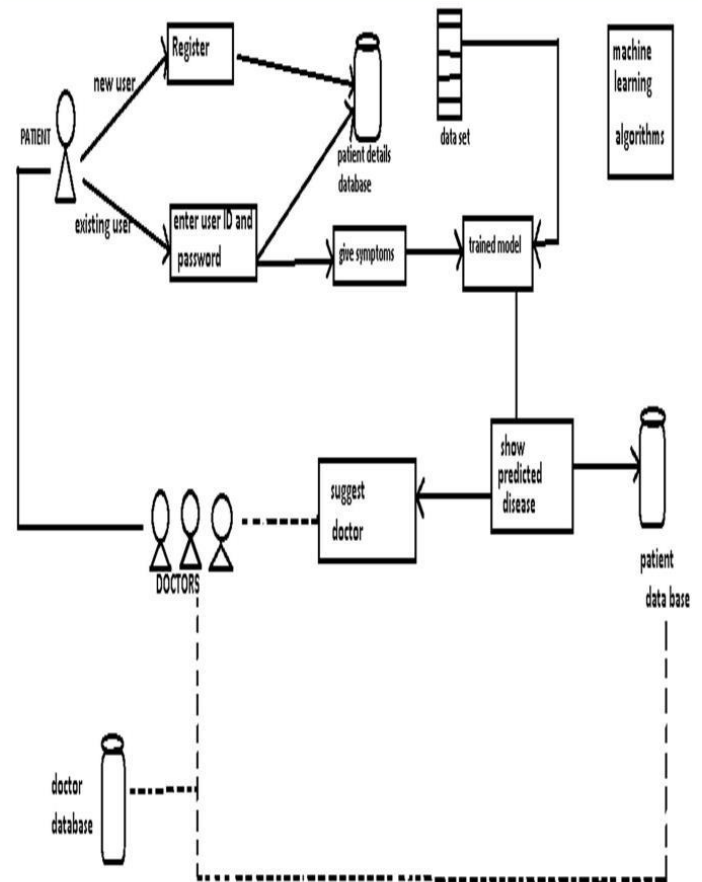 Register
new user
PATIENT
existing user
enter user ID and
password
patient details
database
data set
machine
learning
algorithms
give symptoms
trained model
show
predicted
disease
suggest
doctor
DOCTORS
patient
data base
doctor
database